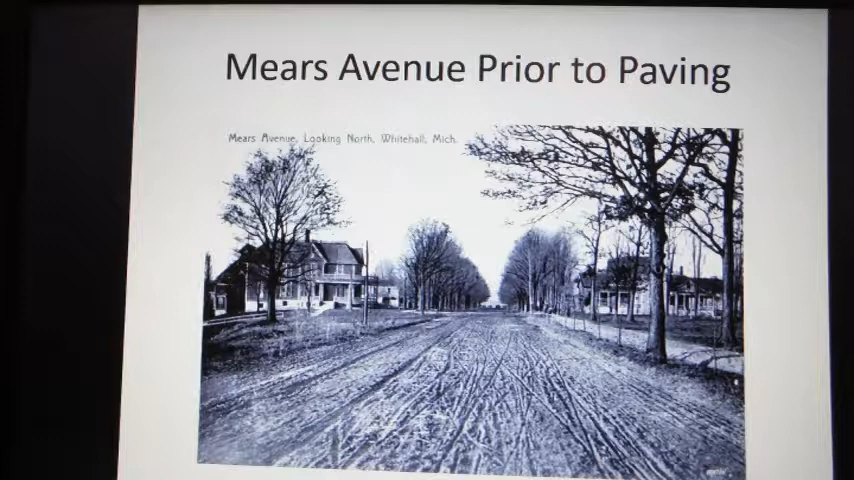 Mears Avenue Prior to Paving
Mears Avenue, Looking North, Whitehall, Mich.